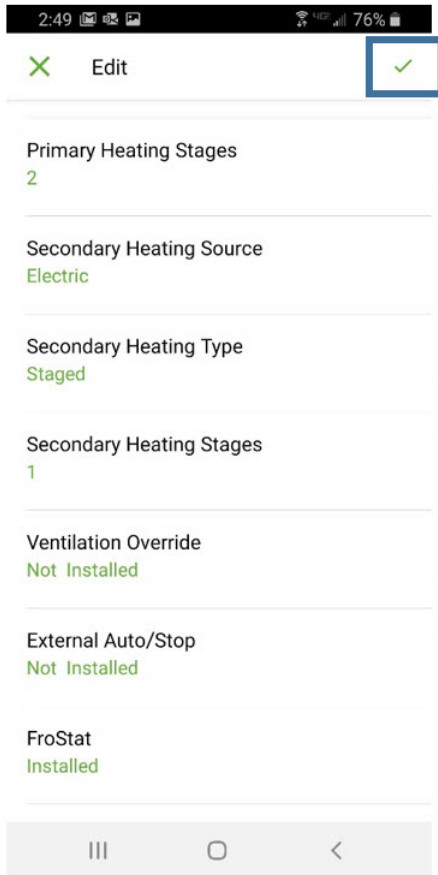 2:49 76%
Edit
Primary Heating Stages
2
Secondary Heating Source
Electric
Secondary Heating Type
Staged
Secondary Heating Stages
1
Ventilation Override
Not Installed
External Auto/Stop
Not Installed
FroStat
Installed